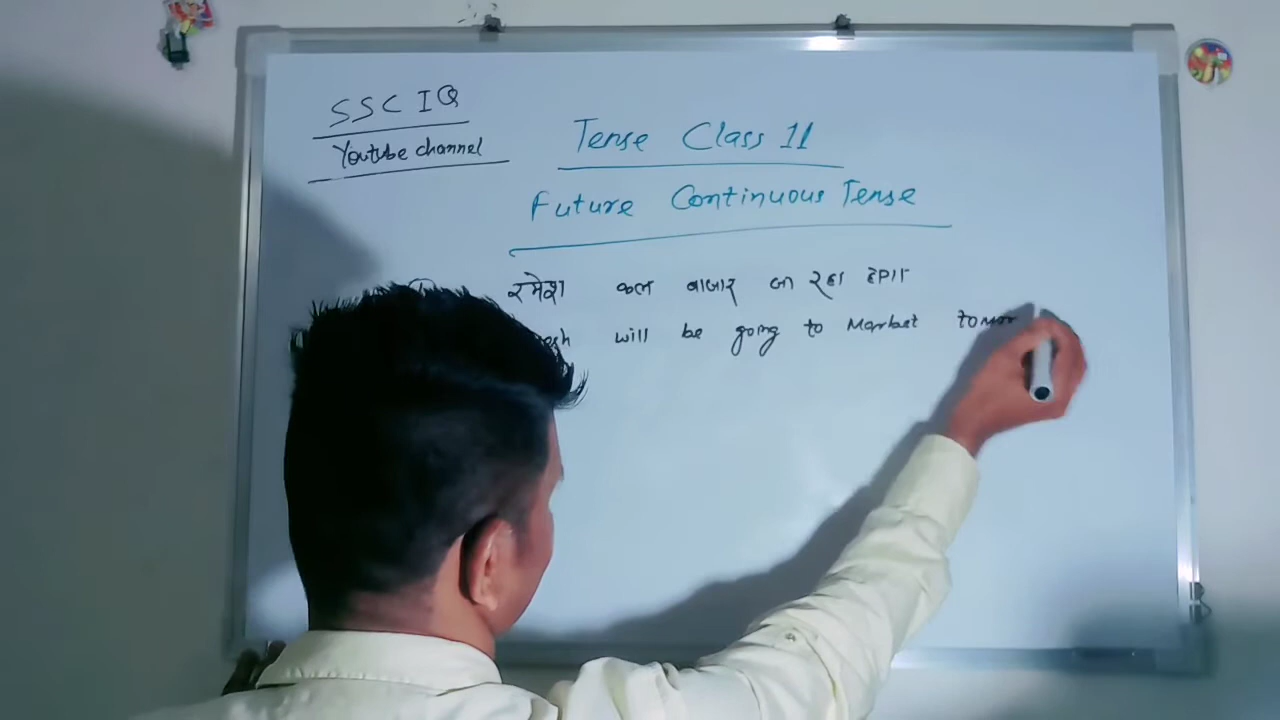 SSC IQ
Youtube channel
Tense Class 11
Future Continuous Tense
रमेश कल बाजार जा रहा होगा
will be going to Market